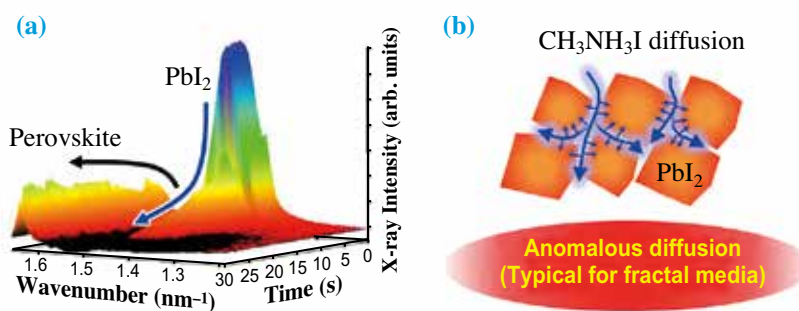 (a)
PbI₂
Perovskite
X-ray Intensity (arb. units)
1.6 1.5 1.4 1.3
Wavenumber (nm⁻¹)
30 25 20 15 10 5 0
Time (s)
(b)
CH₃NH₃I diffusion
PbI₂
Anomalous diffusion
(Typical for fractal media)